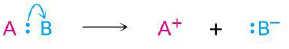 A : B ⟶ A⁺ + :B⁻